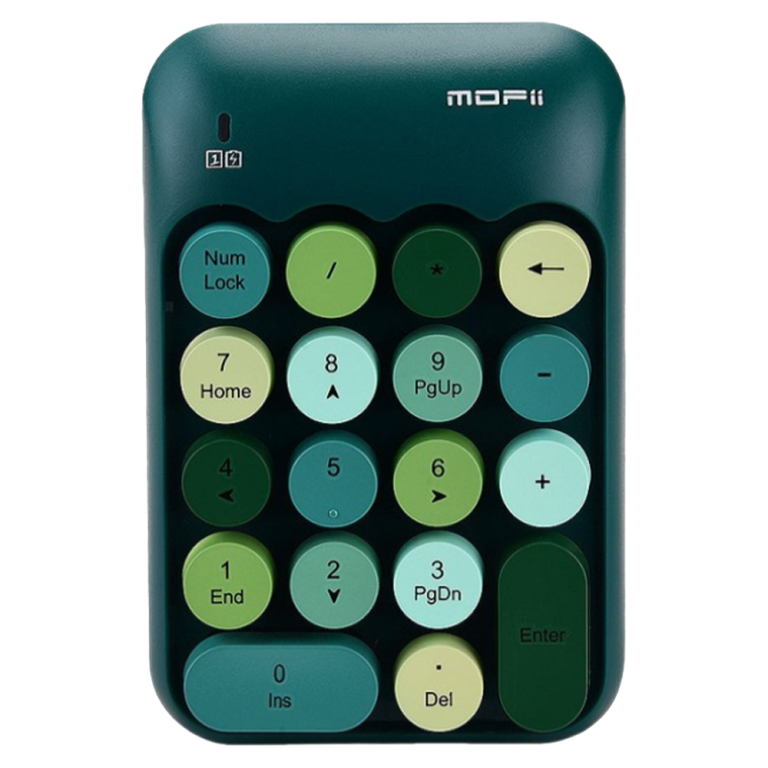 MOFii
1
Num
Lock
/
*
←
7
Home
8
9
PgUp
-
4
5
6
+
1
End
2
3
PgDn
Enter
0
Ins
.
Del